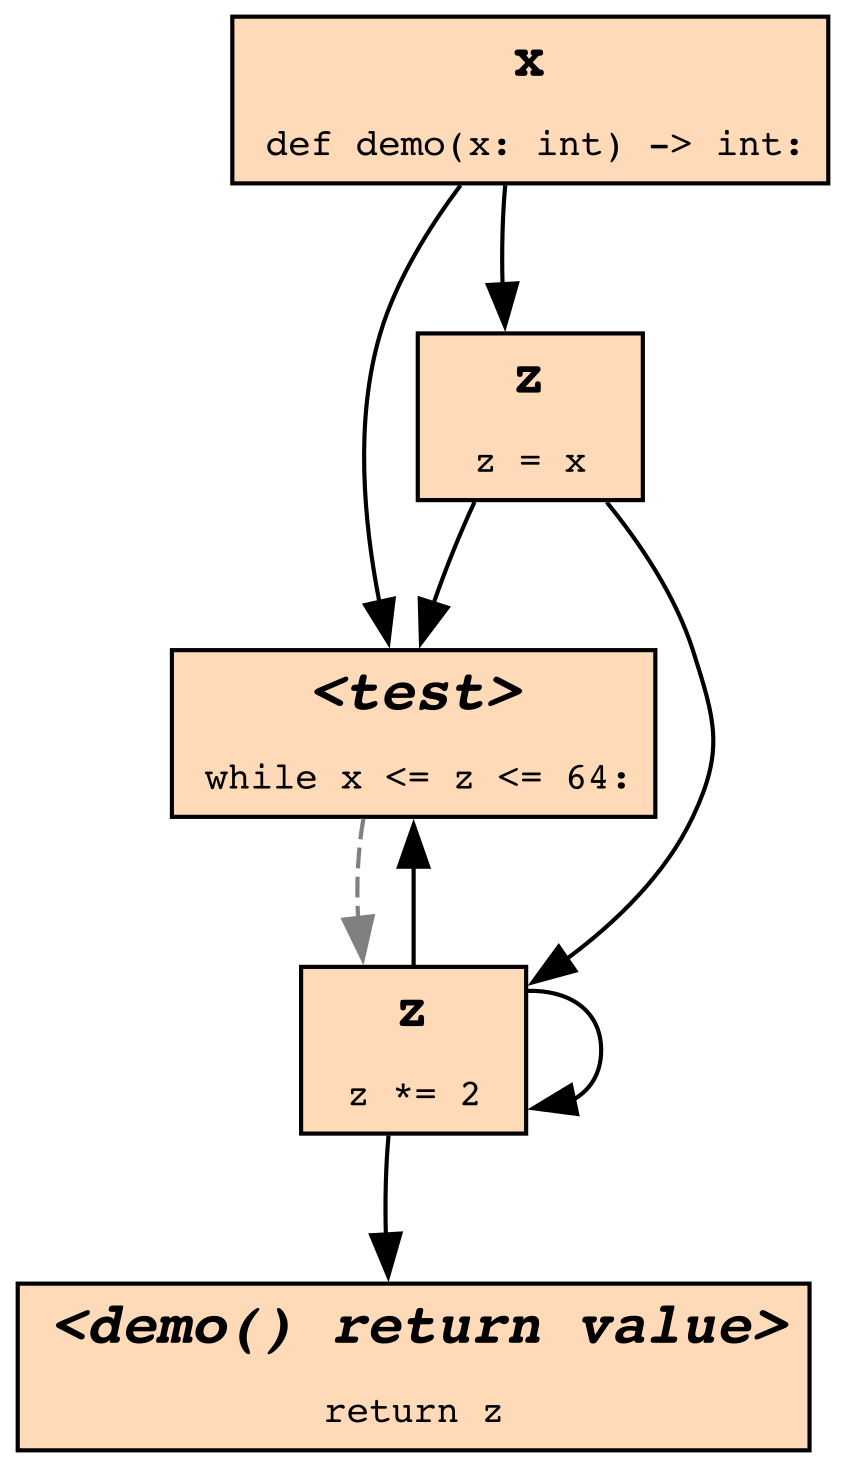 x
def demo(x: int) -> int:
z
z = x
<test>
while x <= z <= 64:
z
z *= 2
<demo() return value>
return z